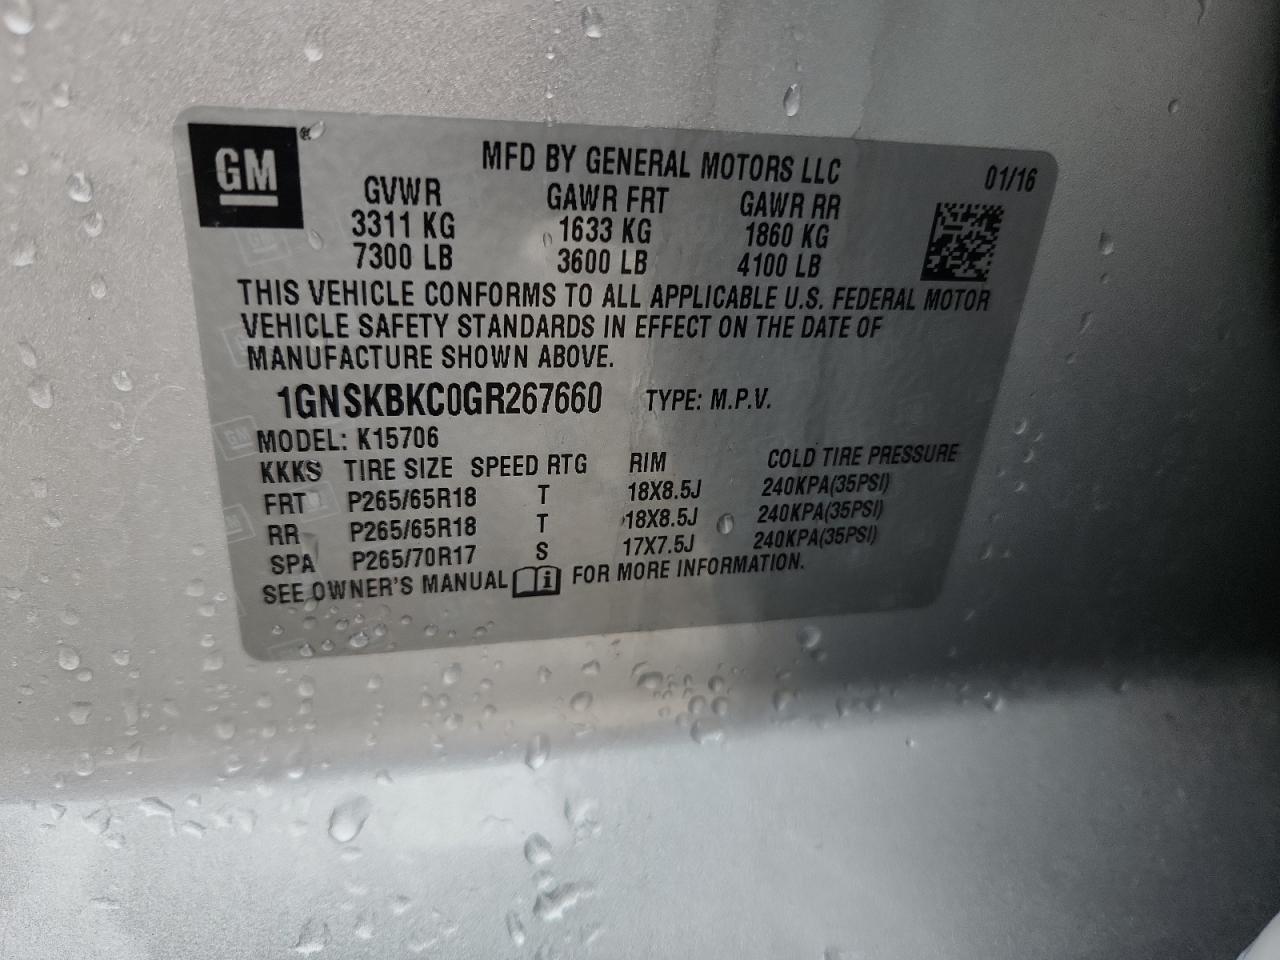 GM ®
MFD BY GENERAL MOTORS LLC 01/16
GVWR GAWR FRT GAWR RR
3311 KG 1633 KG 1860 KG
7300 LB 3600 LB 4100 LB
THIS VEHICLE CONFORMS TO ALL APPLICABLE U.S. FEDERAL MOTOR
VEHICLE SAFETY STANDARDS IN EFFECT ON THE DATE OF
MANUFACTURE SHOWN ABOVE.
1GNSKBKC0GR267660 TYPE: M.P.V.
MODEL: K15706
KKKS TIRE SIZE SPEED RTG RIM COLD TIRE PRESSURE
FRT P265/65R18 T 18X8.5J 240KPA(35PSI)
RR P265/65R18 T 18X8.5J 240KPA(35PSI)
SPA P265/70R17 S 17X7.5J 240KPA(35PSI)
SEE OWNER'S MANUAL i FOR MORE INFORMATION.